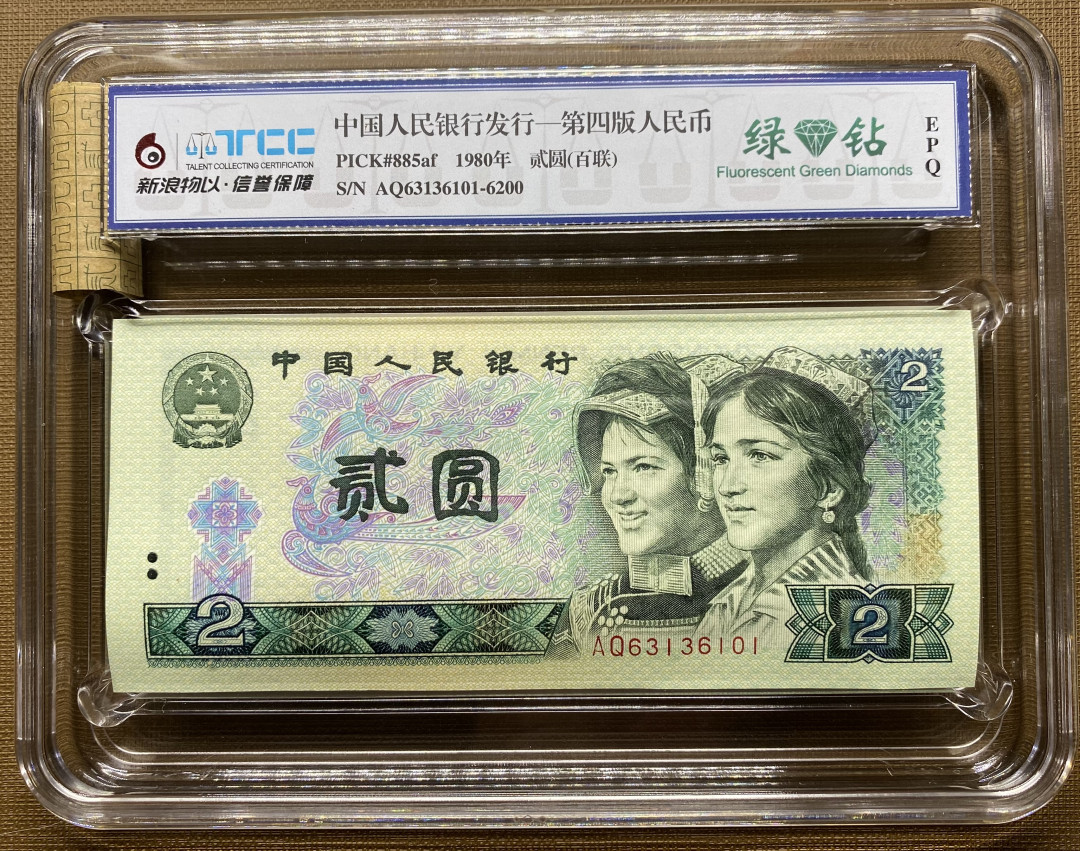 TCC
TALENT COLLECTING CERTIFICATION
新浪物以·信誉保障
中国人民银行发行—第四版人民币
PICK#885af 1980年 贰圆(百联)
S/N AQ63136101-6200
绿钻
Fluorescent Green Diamonds
EPQ
中国人民银行
2
贰圆
2
AQ63136101
2